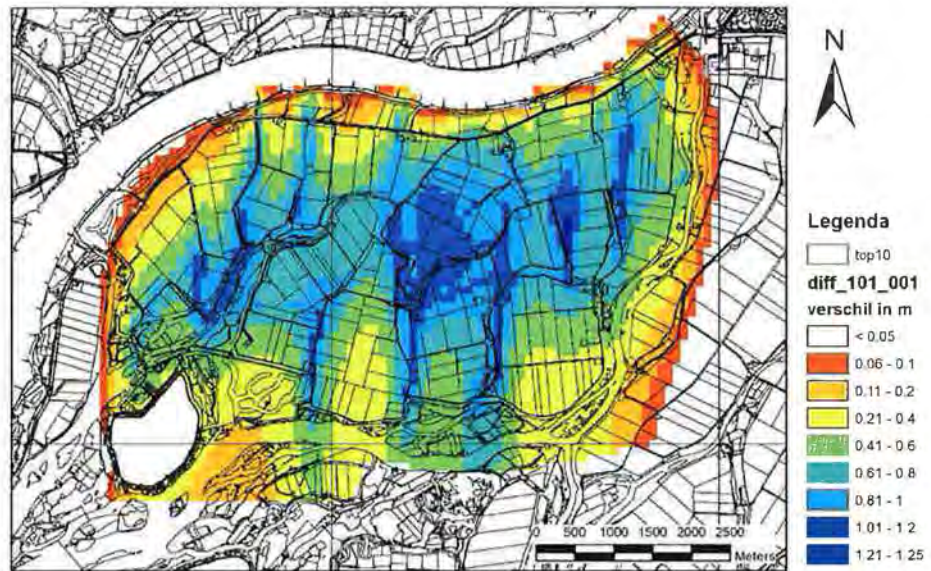 N
Legenda
top10
diff_101_001
verschil in m
< 0.05
0.06 - 0.1
0.11 - 0.2
0.21 - 0.4
0.41 - 0.6
0.61 - 0.8
0.81 - 1
1.01 - 1.2
1.21 - 1.25
0 500 1000 1500 2000 2500
Meters